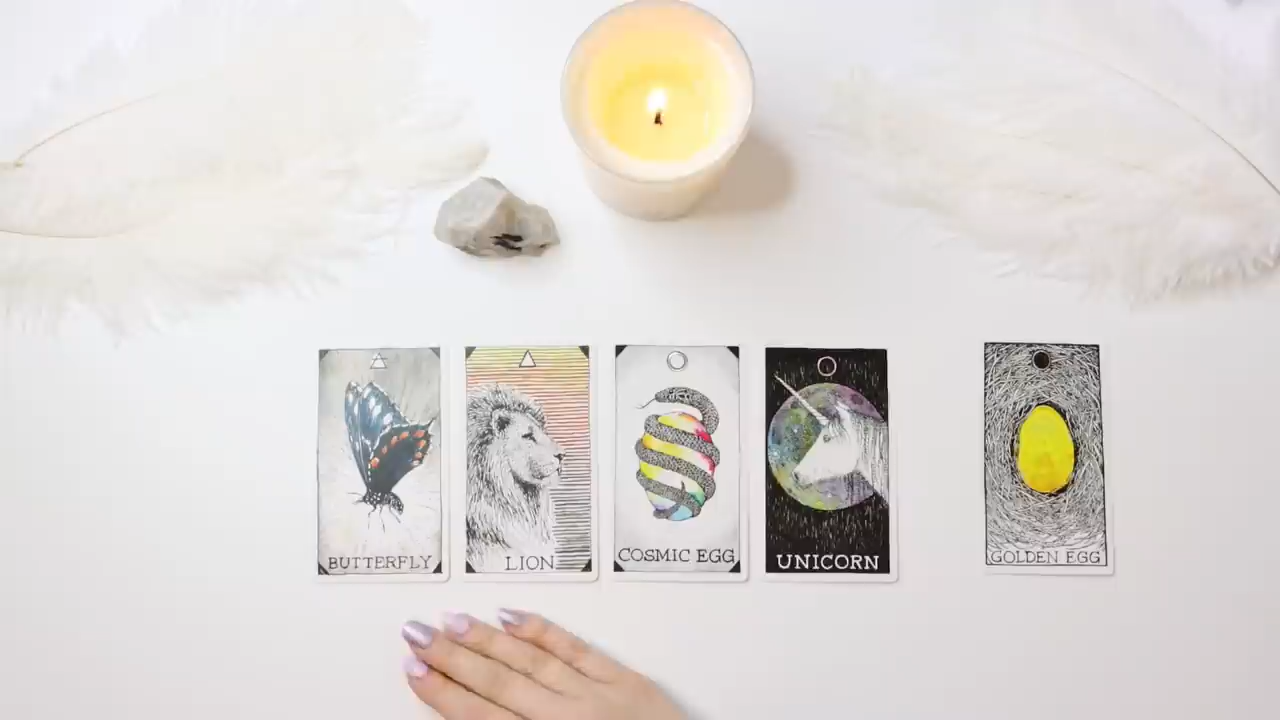 BUTTERFLY
LION
COSMIC EGG
UNICORN
GOLDEN EGG